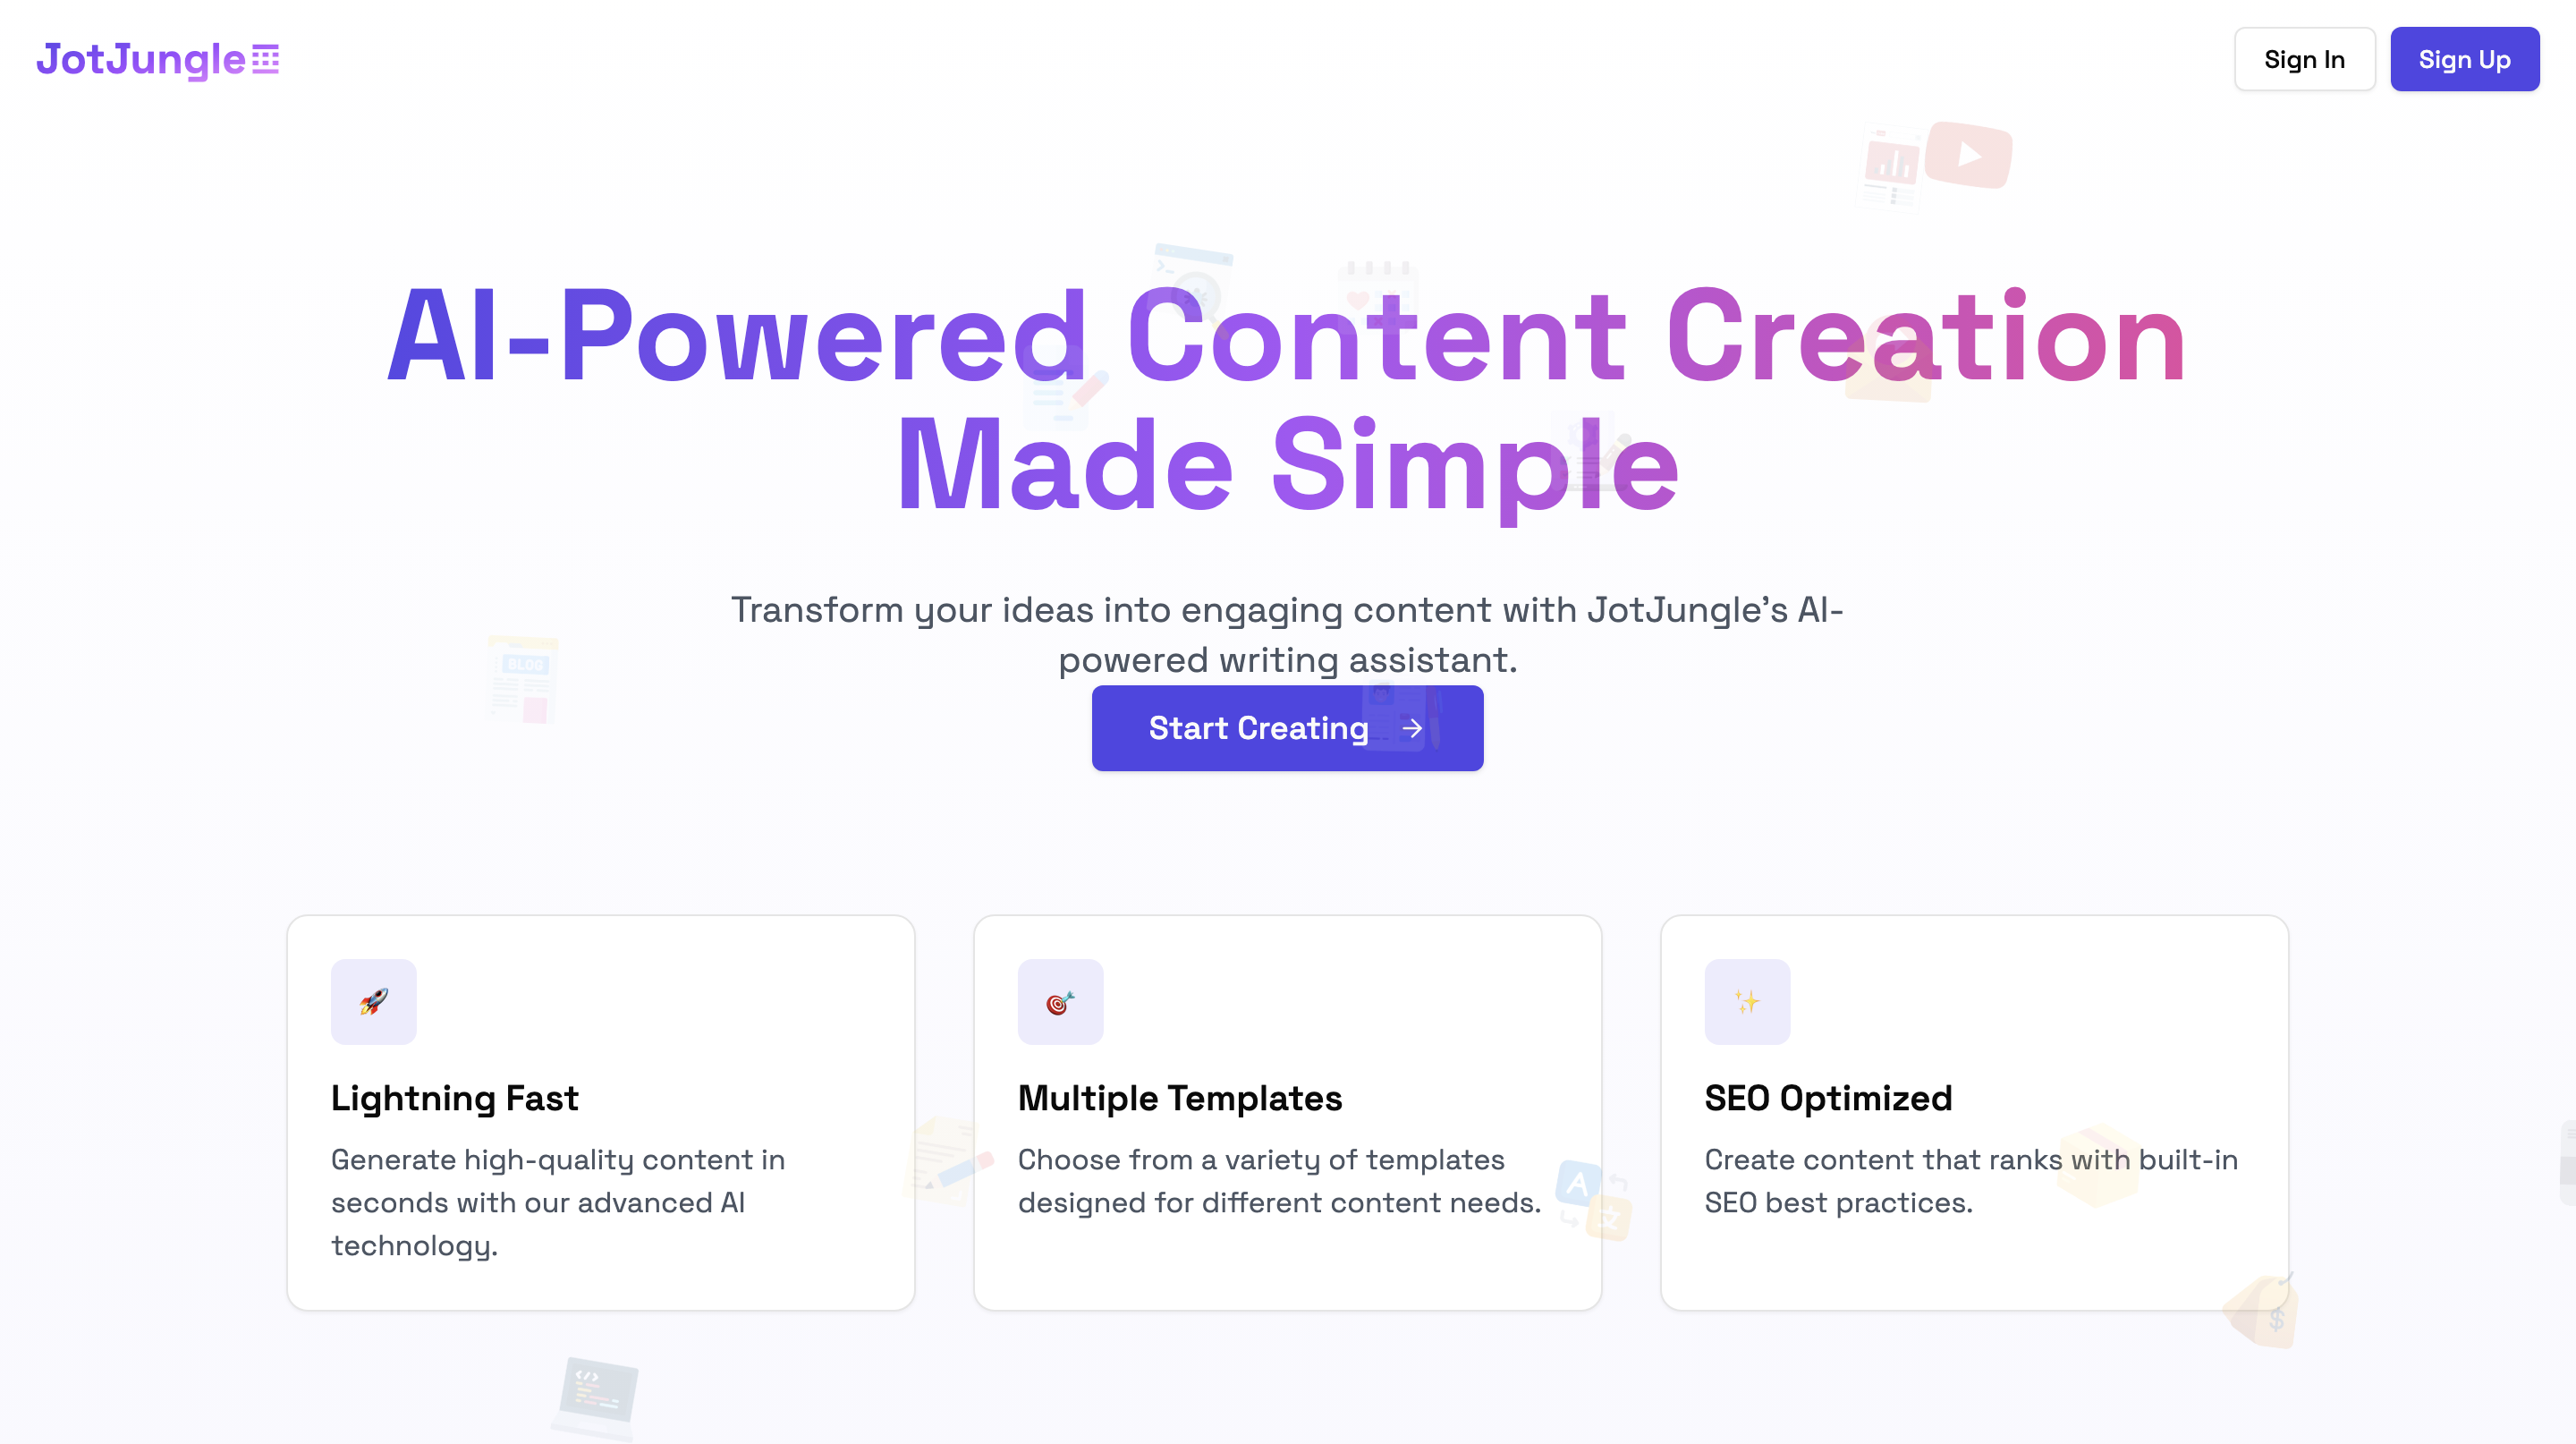 JotJungle
Sign In
Sign Up
AI-Powered Content Creation
Made Simple
Transform your ideas into engaging content with JotJungle's AI-
powered writing assistant.
BLOG
Start Creating →
Lightning Fast
Generate high-quality content in
seconds with our advanced AI
technology.
Multiple Templates
Choose from a variety of templates
designed for different content needs.
A
文
SEO Optimized
Create content that ranks with built-in
SEO best practices.
$
</>